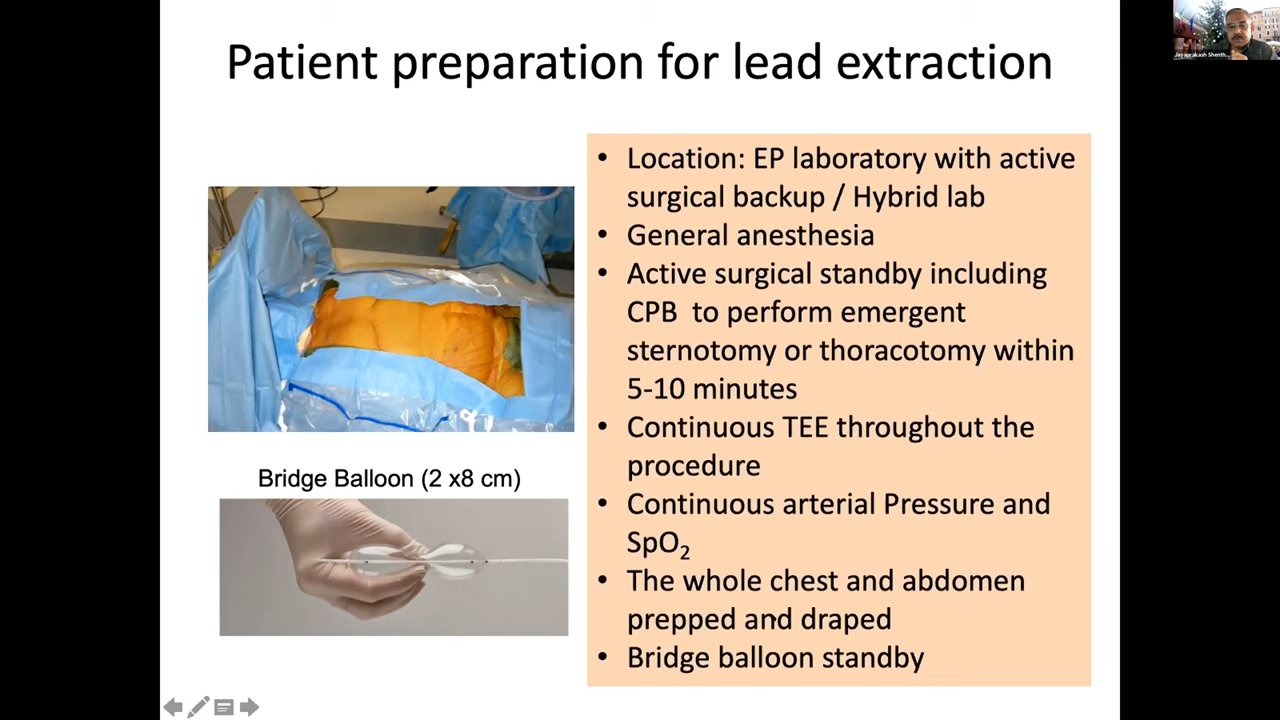 Patient preparation for lead extraction
Bridge Balloon (2 x8 cm)
• Location: EP laboratory with active
surgical backup / Hybrid lab
• General anesthesia
• Active surgical standby including
CPB  to perform emergent
sternotomy or thoracotomy within
5-10 minutes
• Continuous TEE throughout the
procedure
• Continuous arterial Pressure and
SpO₂
• The whole chest and abdomen
prepped and draped
• Bridge balloon standby
Jayaprakash Shenth...